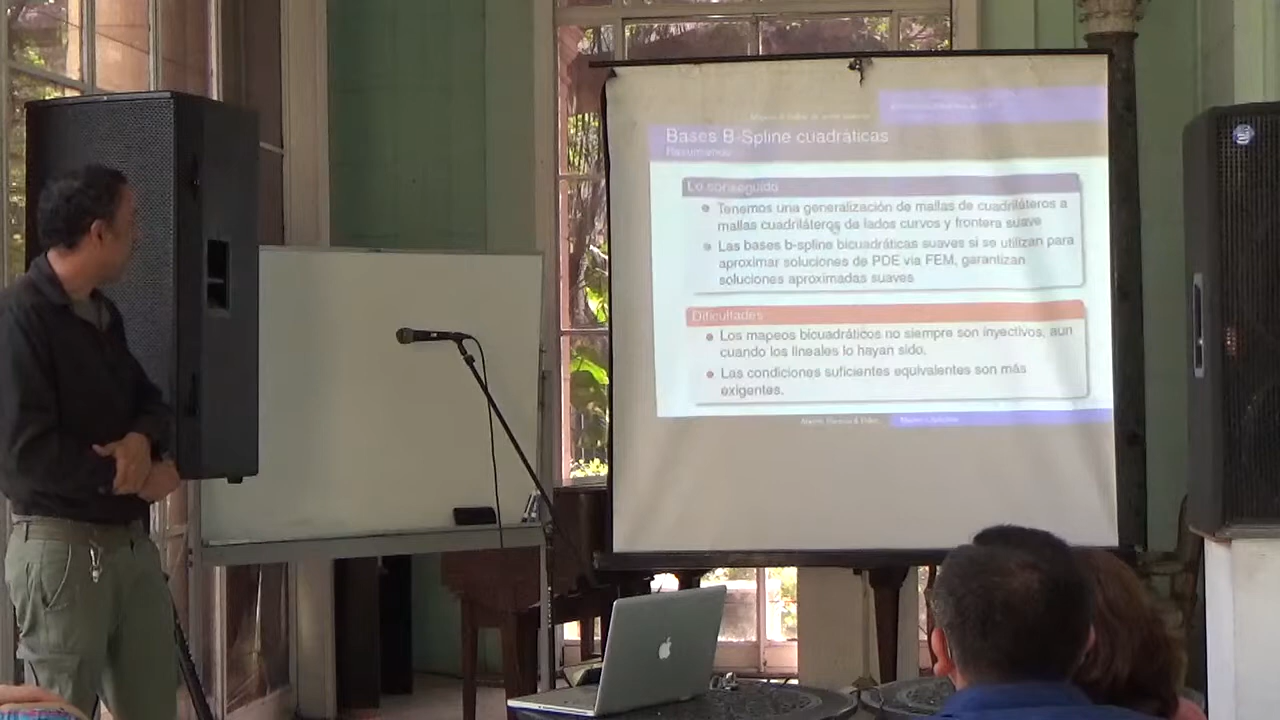 Bases B-Spline cuadráticas
Resumiendo
Lo conseguido
Tenemos una generalización de mallas de cuadriláteros a
mallas cuadriláteros de lados curvos y frontera suave
Las bases b-spline bicuadráticas suaves si se utilizan para
aproximar soluciones de PDE via FEM, garantizan
soluciones aproximadas suaves
Dificultades
Los mapeos bicuadráticos no siempre son inyectivos, aun
cuando los lineales lo hayan sido.
Las condiciones suficientes equivalentes son más
exigentes.